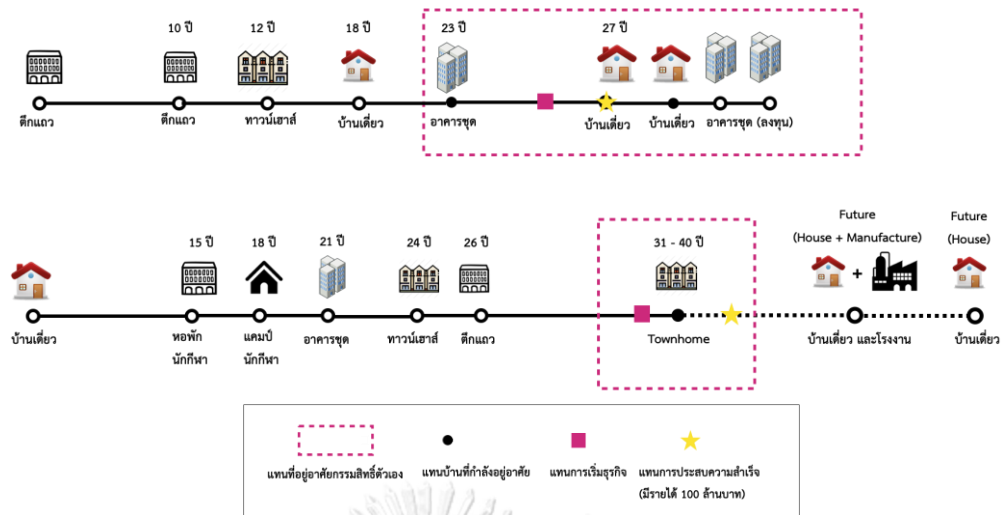 10 ปี 12 ปี 18 ปี 23 ปี 27 ปี
ตึกแถว ตึกแถว ทาวน์เฮาส์ บ้านเดี่ยว อาคารชุด บ้านเดี่ยว บ้านเดี่ยว อาคารชุด (ลงทุน)
Future Future
(House + Manufacture) (House)
15 ปี 18 ปี 21 ปี 24 ปี 26 ปี 31 - 40 ปี
+
บ้านเดี่ยว หอพัก แคมป์ อาคารชุด ทาวน์เฮาส์ ตึกแถว Townhome บ้านเดี่ยว และโรงงาน บ้านเดี่ยว
นักกีฬา นักกีฬา
แทนที่อยู่อาศัยกรรมสิทธิ์ตัวเอง แทนบ้านที่กำลังอยู่อาศัย แทนการเริ่มธุรกิจ แทนการประสบความสำเร็จ
(มีรายได้ 100 ล้านบาท)